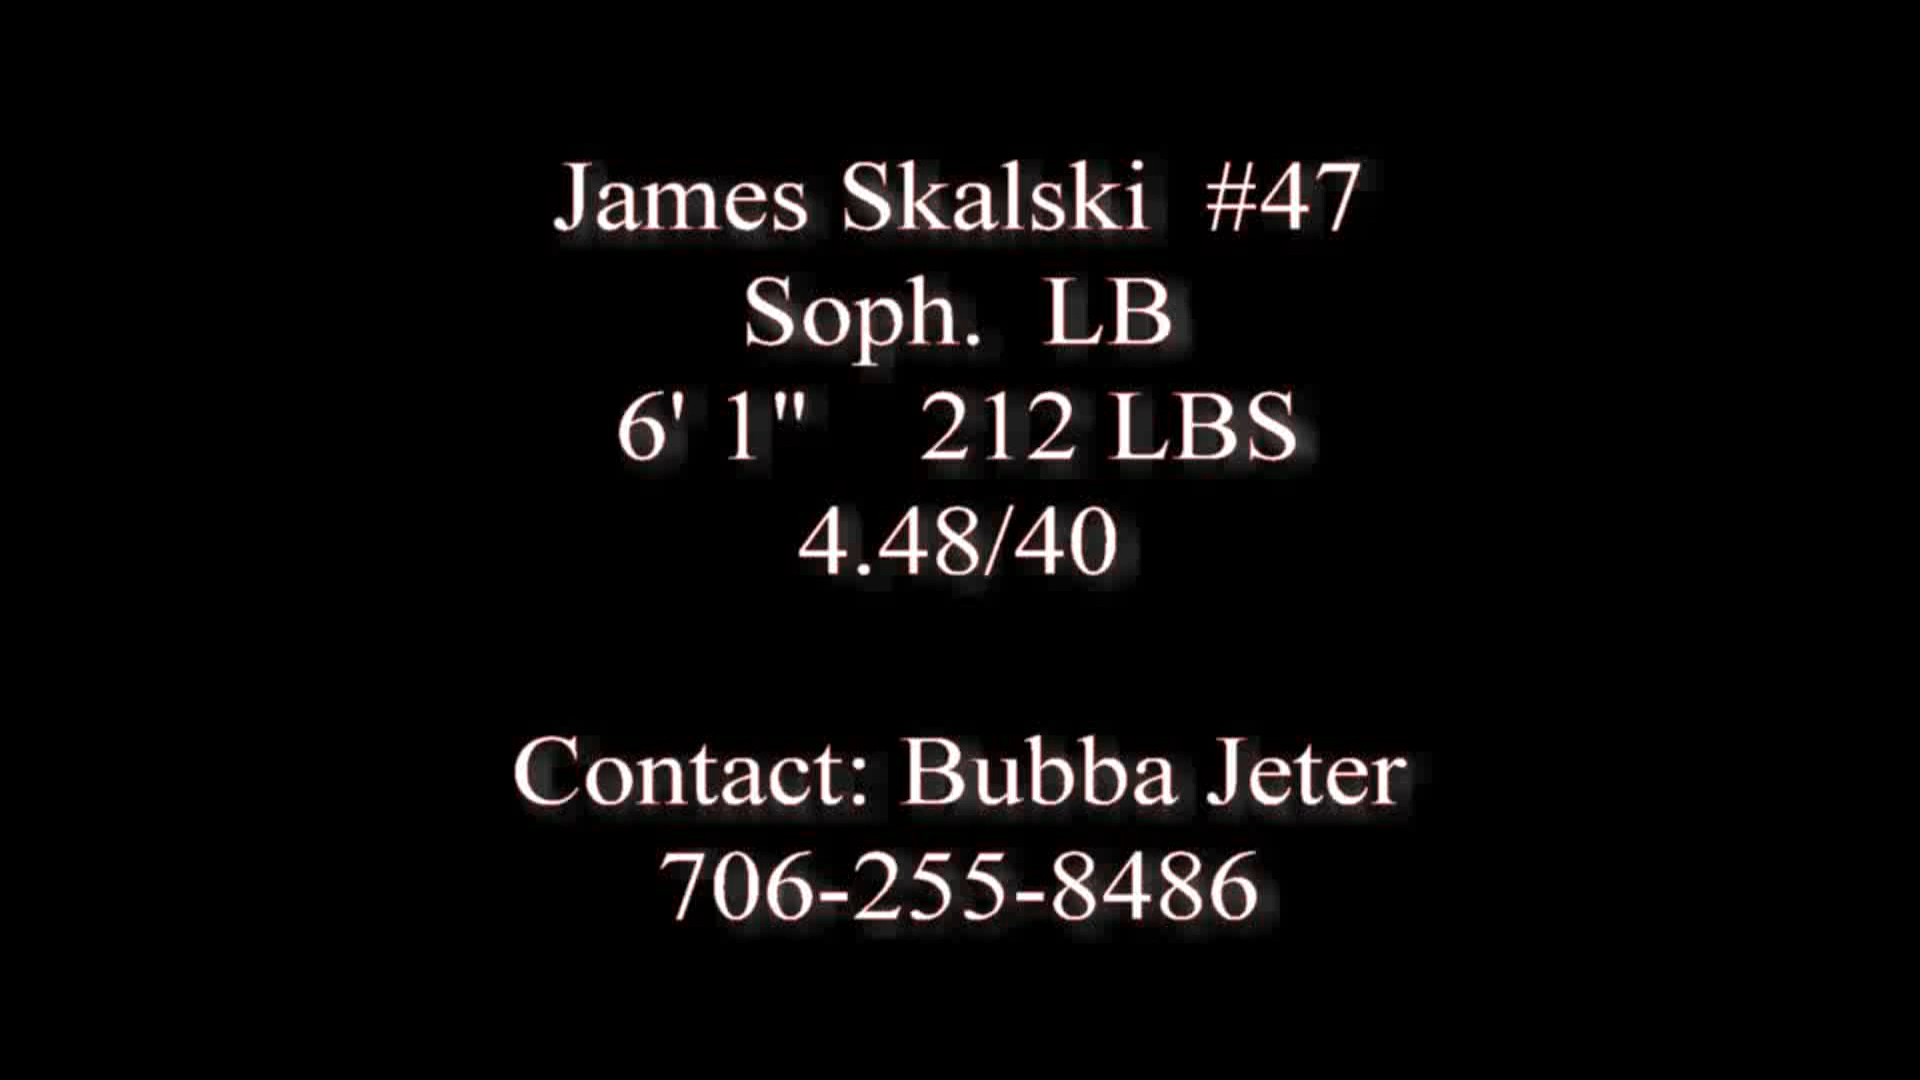 James Skalski #47
Soph. LB
6' 1" 212 LBS
4.48/40
Contact: Bubba Jeter
706-255-8486